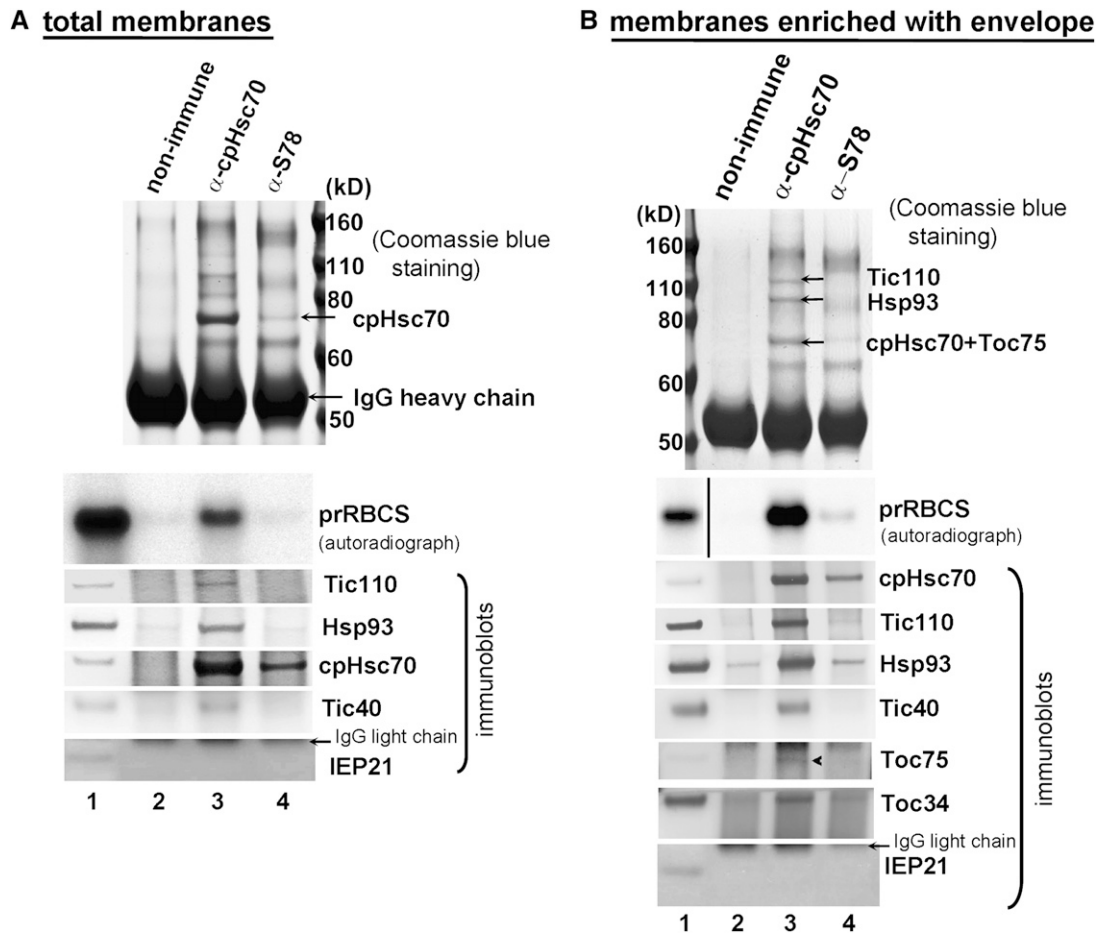 A total membranes
non-immune
α-cpHsc70
α-S78
(kD)
160
(Coomassie blue
staining)
110
80
cpHsc70
60
IgG heavy chain
50
prRBCS
(autoradiograph)
Tic110
Hsp93
cpHsc70
Tic40
IgG light chain
IEP21
immunoblots
1 2 3 4
B membranes enriched with envelope
non-immune
α-cpHsc70
α–S78
(kD)
(Coomassie blue
staining)
160
Tic110
110
Hsp93
80
cpHsc70+Toc75
60
50
prRBCS
(autoradiograph)
cpHsc70
Tic110
Hsp93
Tic40
Toc75
Toc34
IgG light chain
IEP21
immunoblots
1 2 3 4